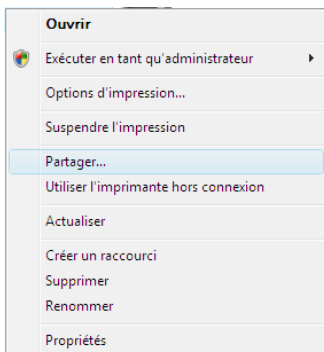 Ouvrir
Exécuter en tant qu'administrateur
Options d'impression...
Suspendre l'impression
Partager...
Utiliser l'imprimante hors connexion
Actualiser
Créer un raccourci
Supprimer
Renommer
Propriétés